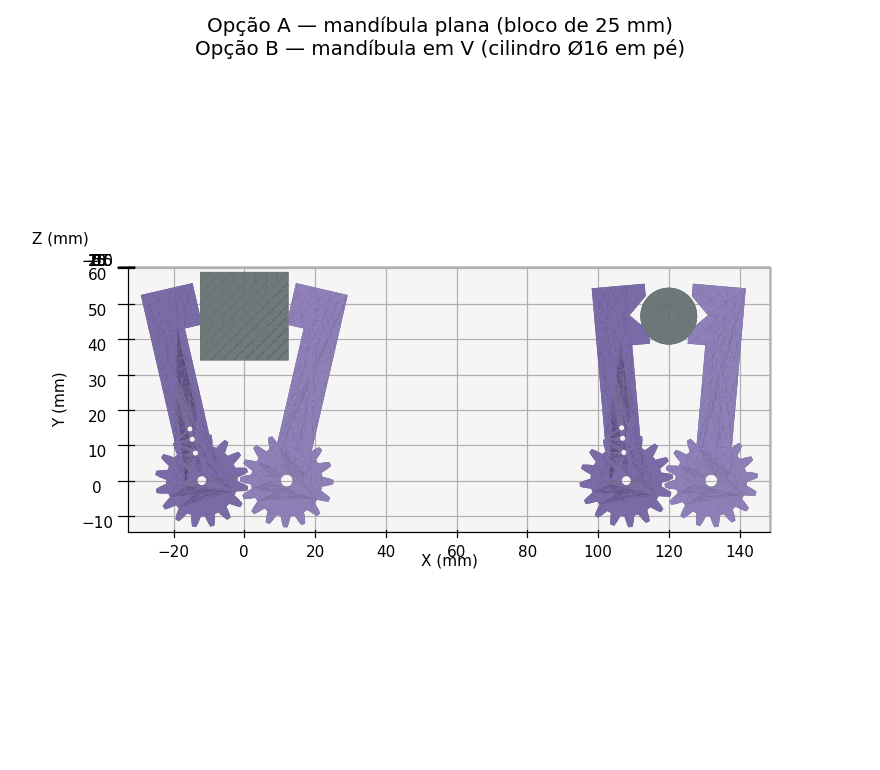 Opção A — mandíbula plana (bloco de 25 mm)
Opção B — mandíbula em V (cilindro Ø16 em pé)
Z (mm)
60
50
40
30
20
10
0
−10
Y (mm)
−20 0 20 40 60 80 100 120 140
X (mm)